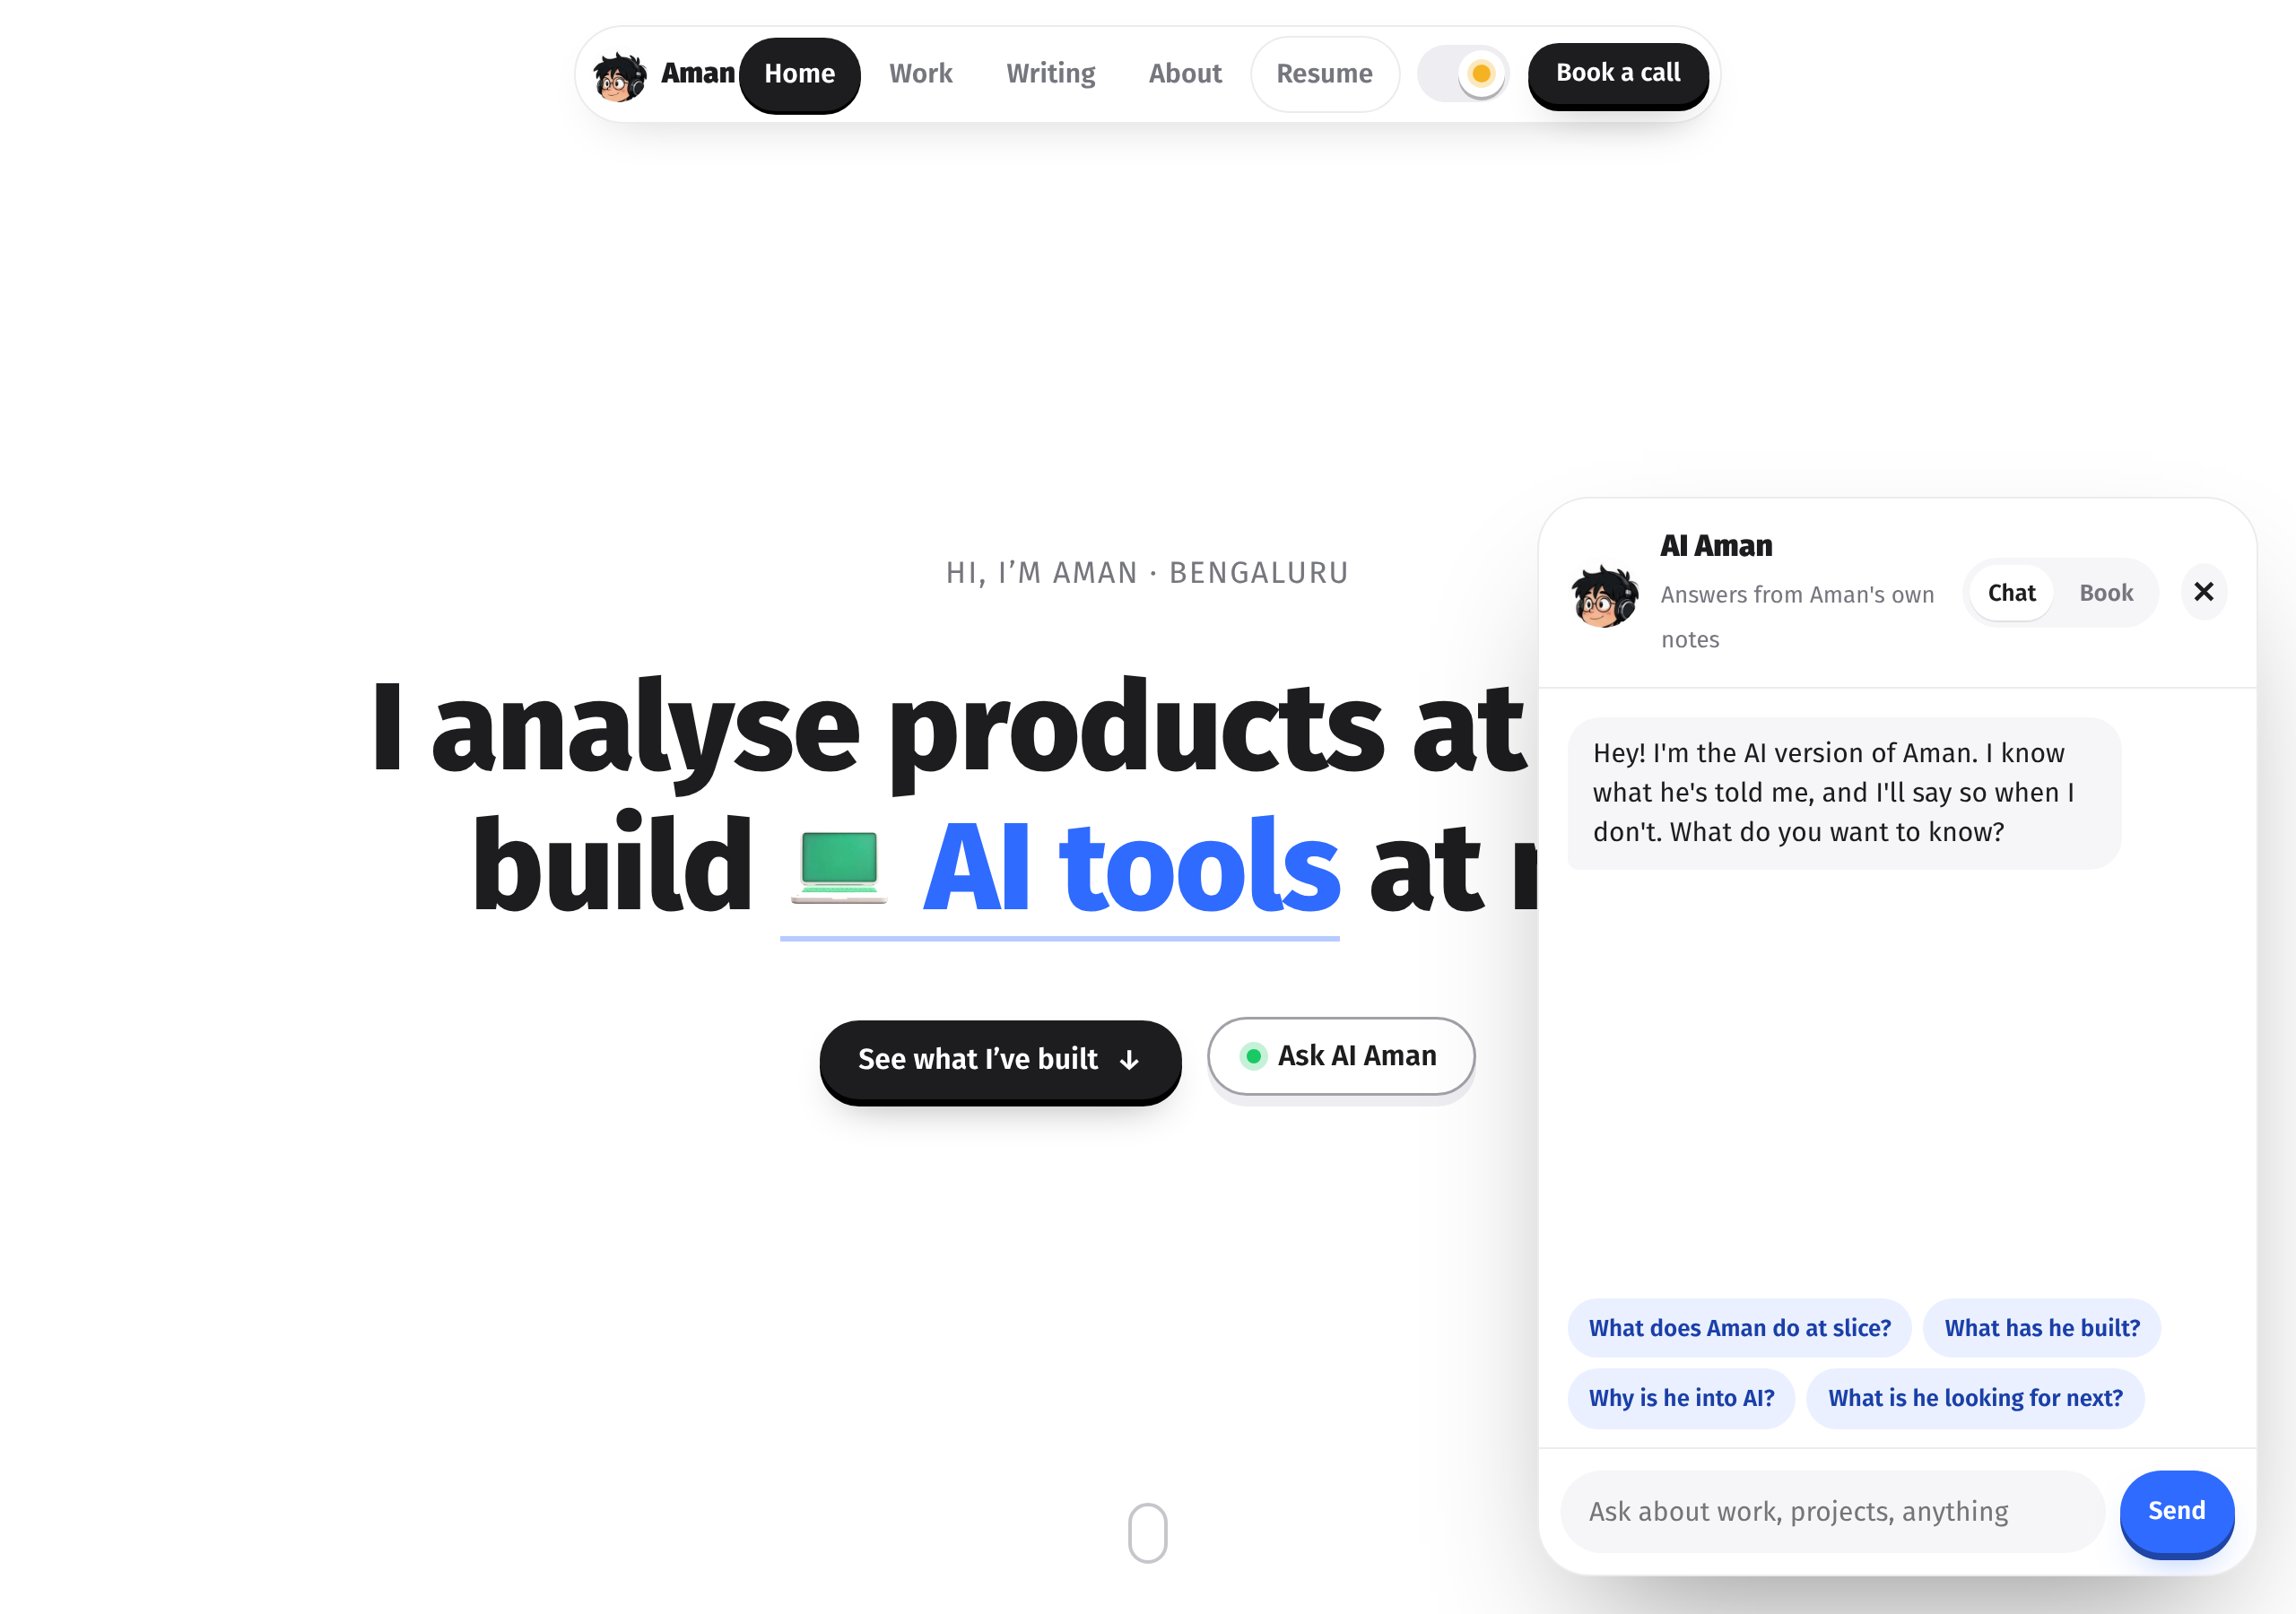 Aman Home Work Writing About Resume Book a call
HI, I’M AMAN · BENGALURU
I analyse products at
build AI tools at
See what I’ve built ↓ Ask AI Aman
AI Aman
Answers from Aman's own
notes
Chat Book ✕
Hey! I'm the AI version of Aman. I know
what he's told me, and I'll say so when I
don't. What do you want to know?
What does Aman do at slice? What has he built?
Why is he into AI? What is he looking for next?
Ask about work, projects, anything Send